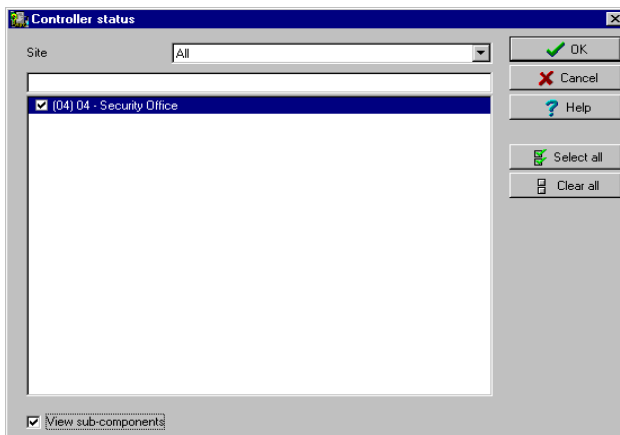 Controller status
Site
All
OK
Cancel
Help
Select all
Clear all
(04) 04 - Security Office
View sub-components